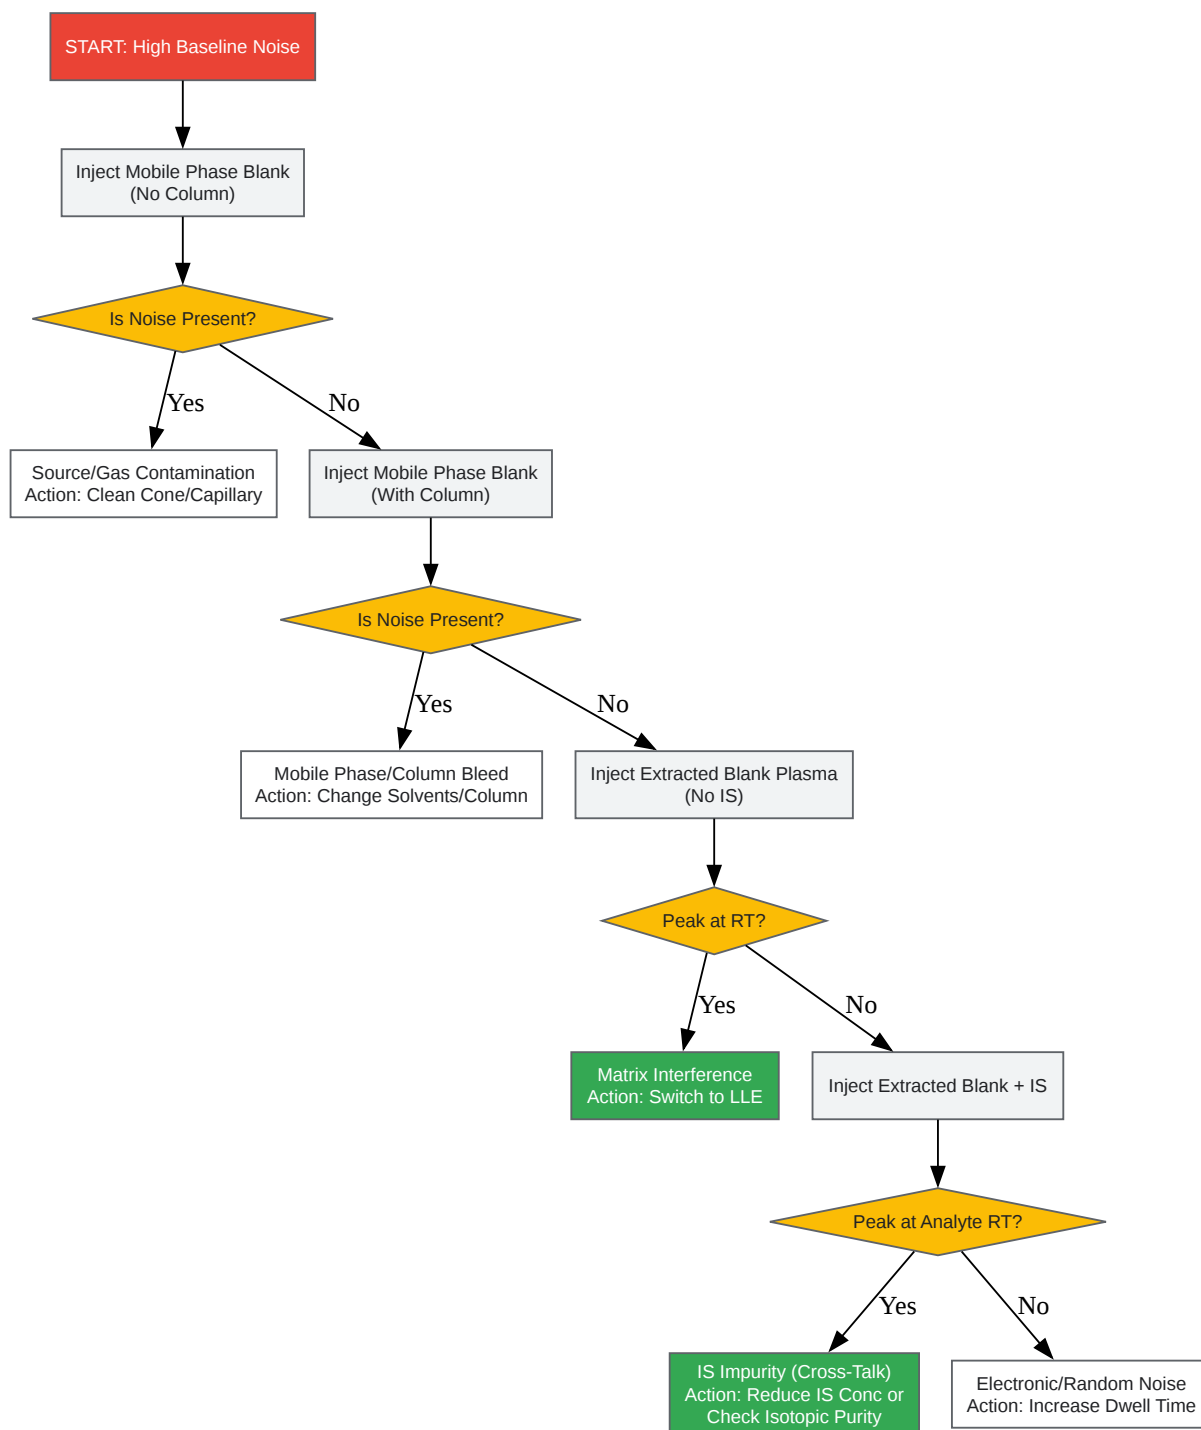 START: High Baseline Noise
Inject Mobile Phase Blank
(No Column)
Is Noise Present?
Yes
No
Source/Gas Contamination
Action: Clean Cone/Capillary
Inject Mobile Phase Blank
(With Column)
Is Noise Present?
Yes
No
Mobile Phase/Column Bleed
Action: Change Solvents/Column
Inject Extracted Blank Plasma
(No IS)
Peak at RT?
Yes
No
Matrix Interference
Action: Switch to LLE
Inject Extracted Blank + IS
Peak at Analyte RT?
Yes
No
IS Impurity (Cross-Talk)
Action: Reduce IS Conc or
Check Isotopic Purity
Electronic/Random Noise
Action: Increase Dwell Time